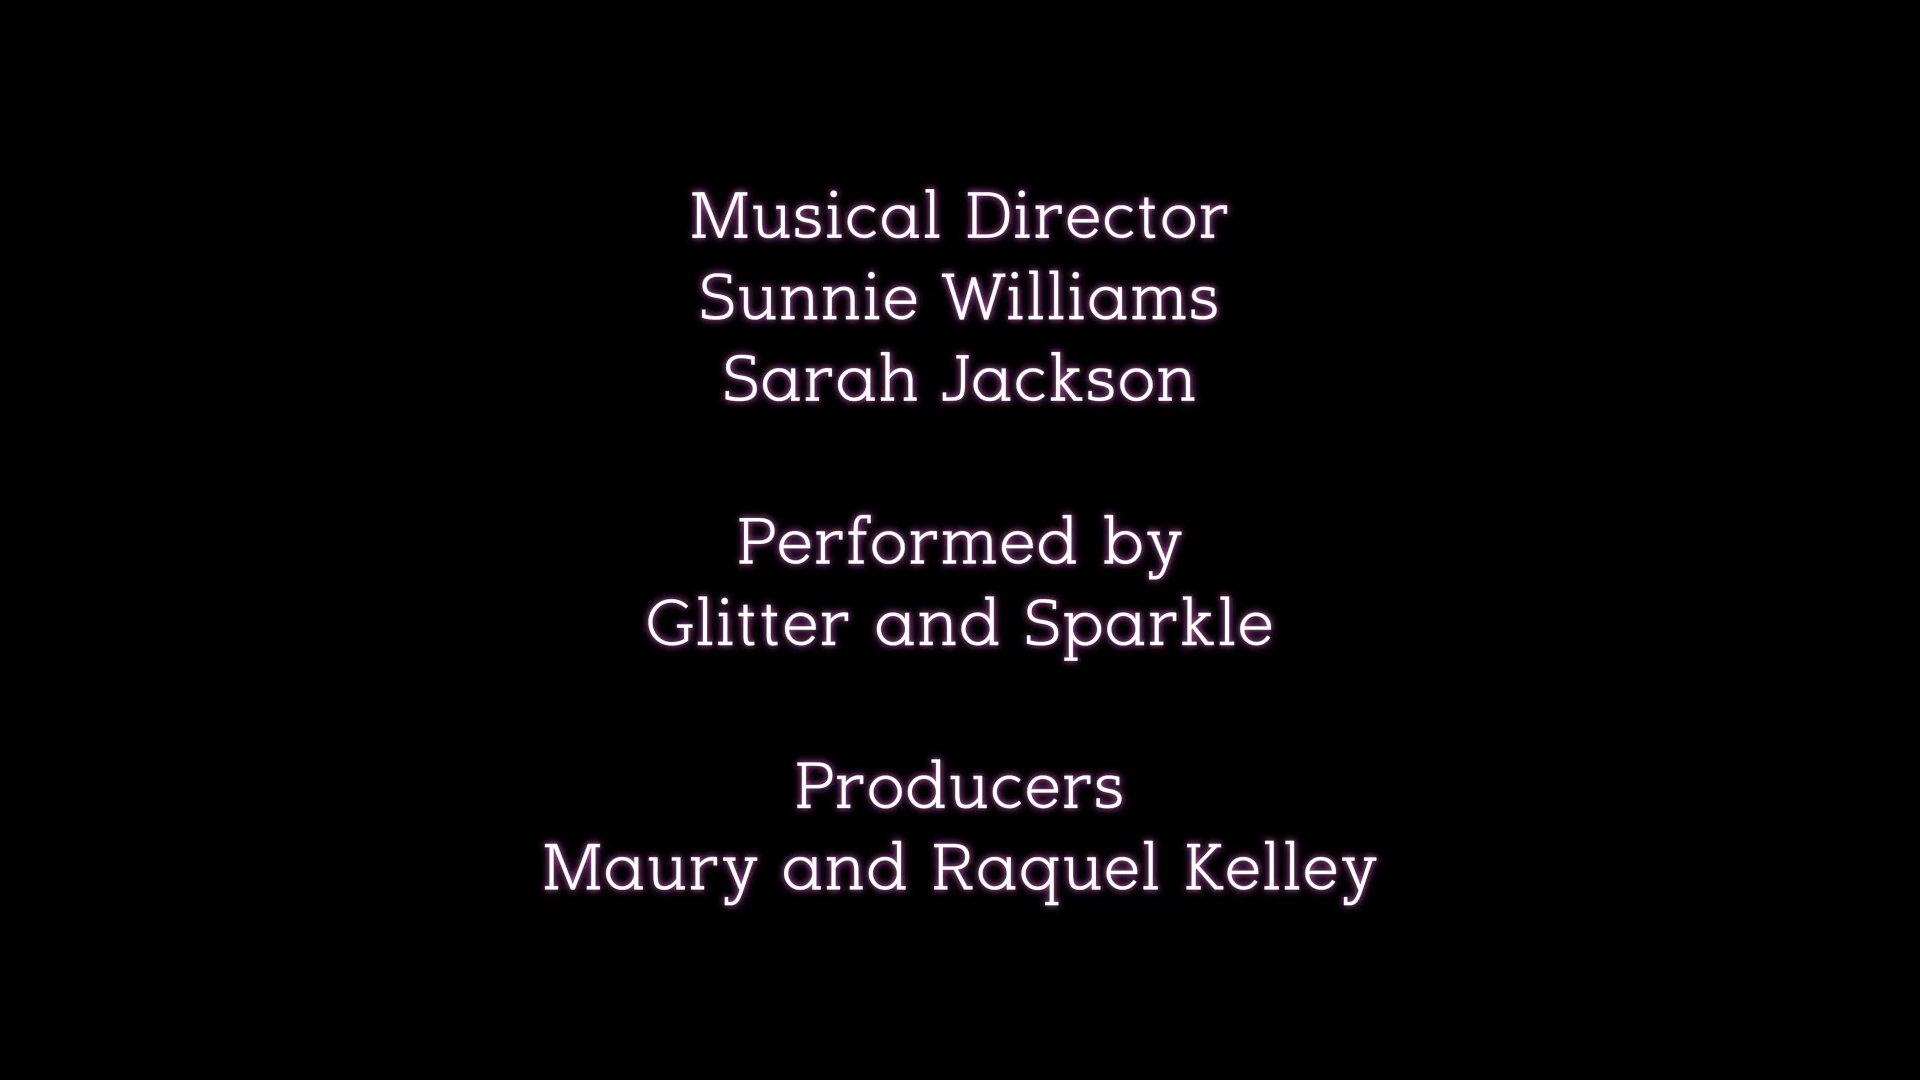 Musical Director
Sunnie Williams
Sarah Jackson
Performed by
Glitter and Sparkle
Producers
Maury and Raquel Kelley